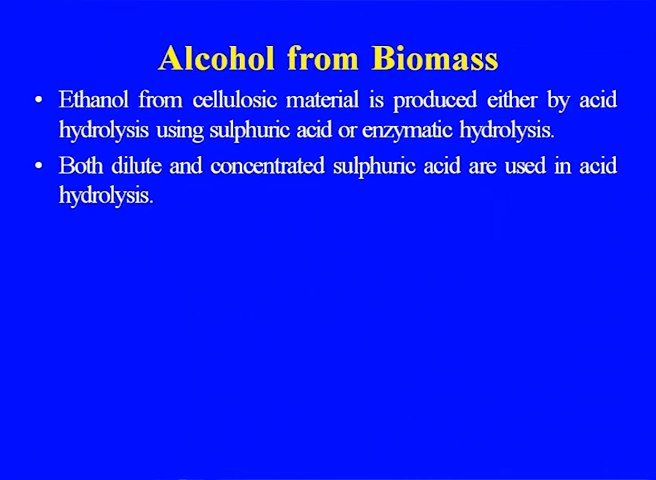 Alcohol from Biomass
• Ethanol from cellulosic material is produced either by acid
hydrolysis using sulphuric acid or enzymatic hydrolysis.
• Both dilute and concentrated sulphuric acid are used in acid
hydrolysis.